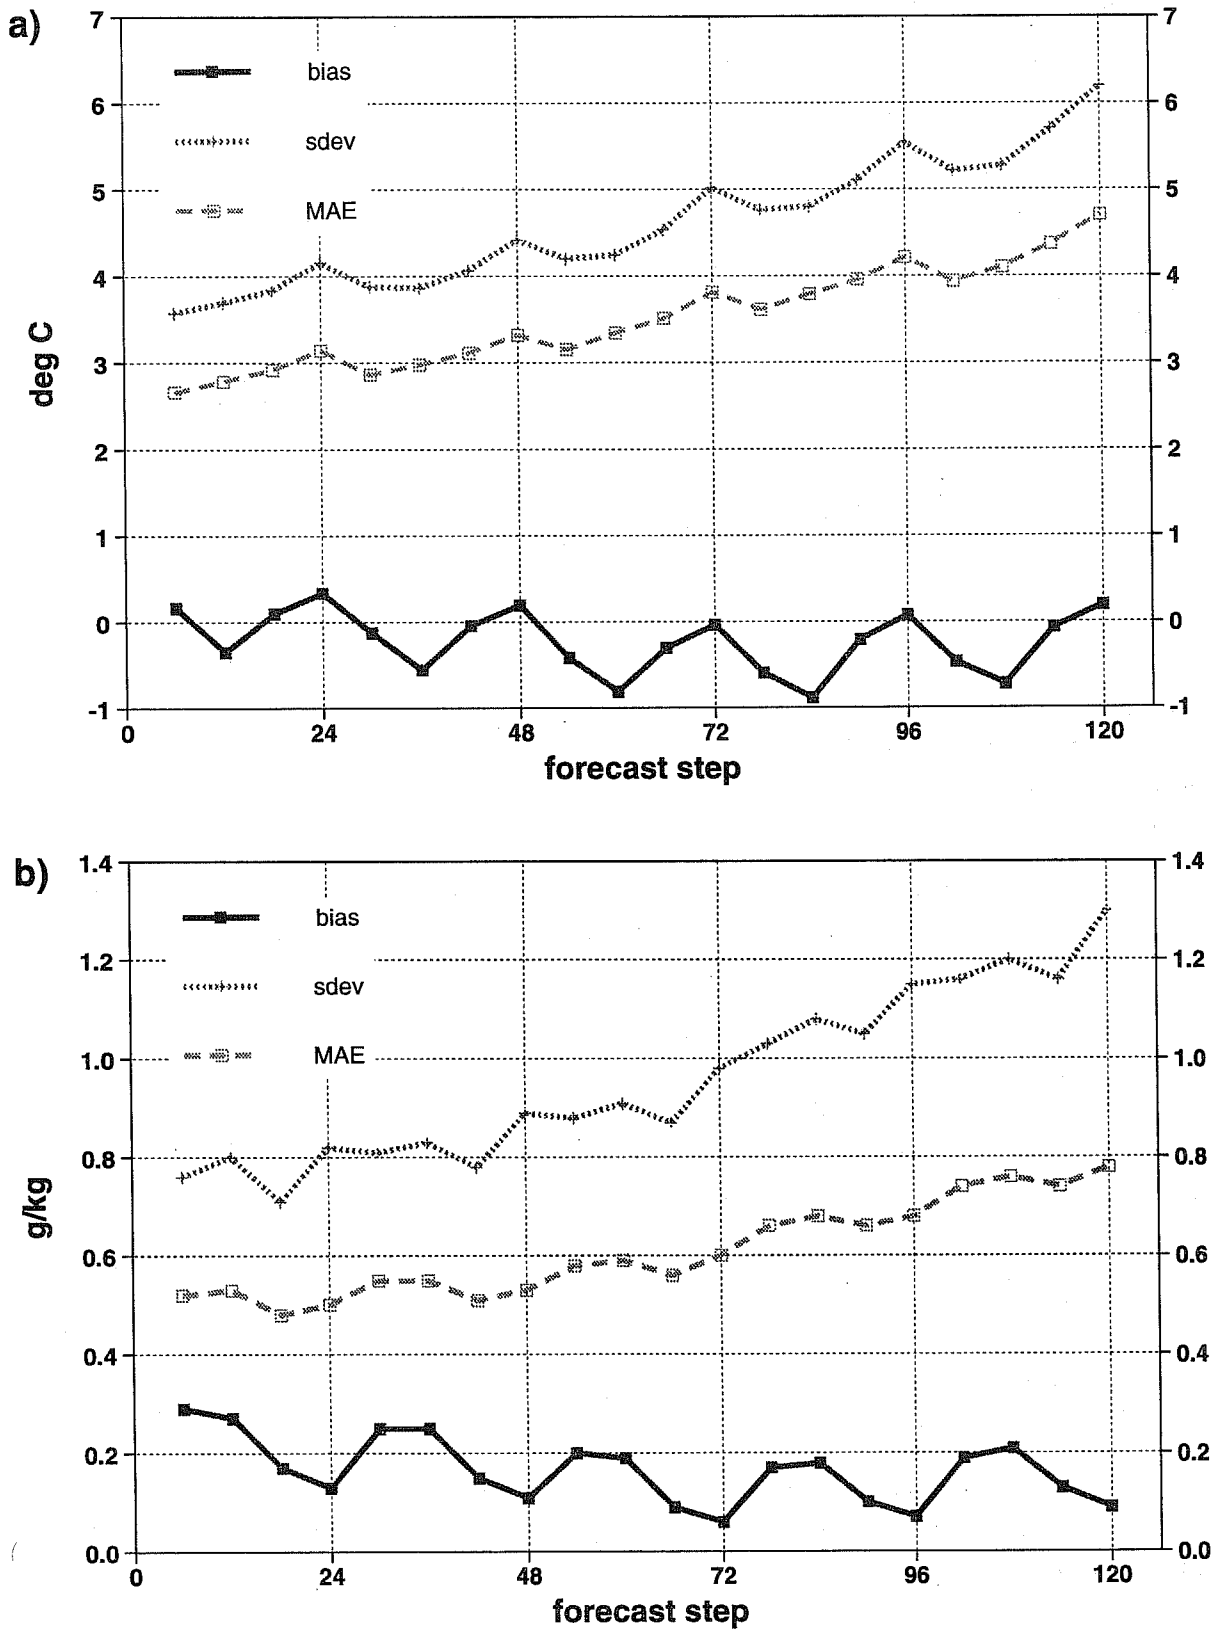 a)
7 7
bias
6 6
sdev
5 5
MAE
4 4
3 3
deg C
2 2
1 1
0 0
-1 -1
0 24 48 72 96 120
forecast step
b)
1.4 1.4
bias
1.2 1.2
sdev
MAE
1.0 1.0
0.8 0.8
g/kg
0.6 0.6
0.4 0.4
0.2 0.2
0.0 0.0
0 24 48 72 96 120
forecast step